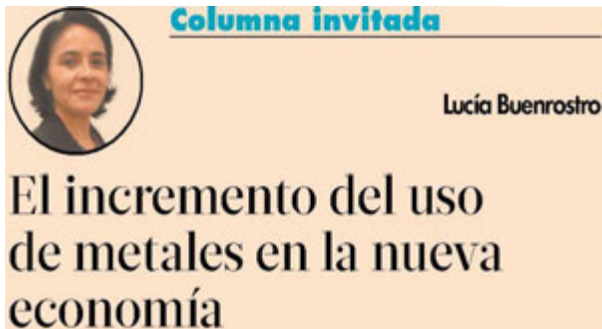 Columna invitada
Lucía Buenrostro
El incremento del uso
de metales en la nueva
economía